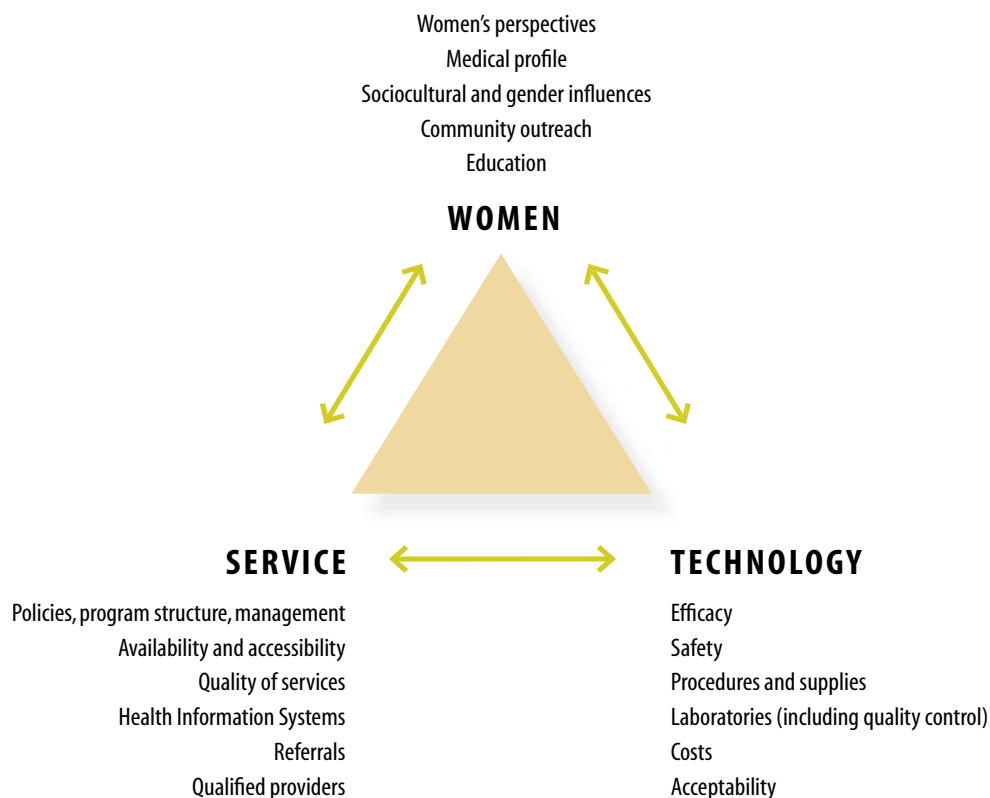 Women’s perspectives
Medical profile
Sociocultural and gender influences
Community outreach
Education
WOMEN
SERVICE
Policies, program structure, management
Availability and accessibility
Quality of services
Health Information Systems
Referrals
Qualified providers
TECHNOLOGY
Efficacy
Safety
Procedures and supplies
Laboratories (including quality control)
Costs
Acceptability